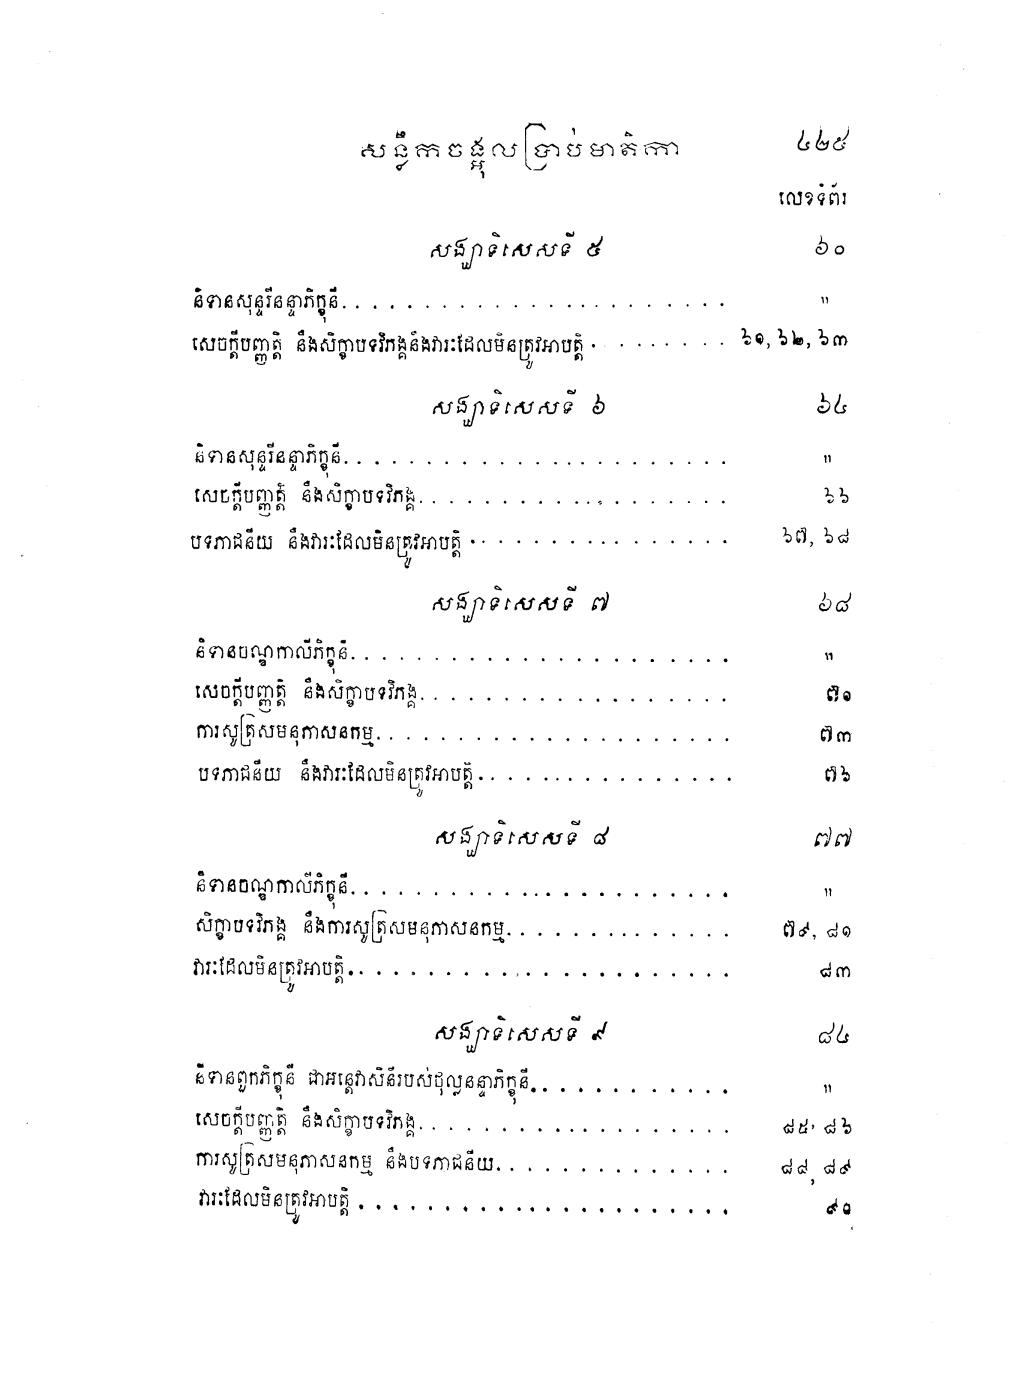 សន្លឹកចង្អុលប្រាប់មាតិកា ៤២៩
លេខទំព័រ
សង្ឃាទិសេសទី ៥ ៦០
និទានសុន្ទរីនន្ទាភិក្ខុនី. . . . . . . . . . . . . . . . . . . . . . . . "
សេចក្តីបញ្ញត្តិ នឹងសិក្ខាបទវិភង្គនឹងវារៈដែលមិនត្រូវអាបត្តិ . . . . . . . . . ៦១, ៦២, ៦៣
សង្ឃាទិសេសទី ៦ ៦៤
និទានសុន្ទរីនន្ទាភិក្ខុនី. . . . . . . . . . . . . . . . . . . . . . . . "
សេចក្តីបញ្ញត្តិ នឹងសិក្ខាបទវិភង្គ. . . . . . . . . . . . . . . . . . . ៦៦
បទភាជនីយ នឹងវារៈដែលមិនត្រូវអាបត្តិ . . . . . . . . . . . . . . . . ៦៧, ៦៨
សង្ឃាទិសេសទី ៧ ៦៨
និទានចណ្ឌកាលីភិក្ខុនី. . . . . . . . . . . . . . . . . . . . . . . "
សេចក្តីបញ្ញត្តិ នឹងសិក្ខាបទវិភង្គ. . . . . . . . . . . . . . . . . . . ៧១
ការសូត្រសមនុភាសនកម្ម. . . . . . . . . . . . . . . . . . . . . . ៧៣
បទភាជនីយ នឹងវារៈដែលមិនត្រូវអាបត្តិ. . . . . . . . . . . . . . . . ៧៦
សង្ឃាទិសេសទី ៨ ៧៧
និទានចណ្ឌកាលីភិក្ខុនី. . . . . . . . . . . . . . . . . . . . . . . "
សិក្ខាបទវិភង្គ នឹងការសូត្រសមនុភាសនកម្ម. . . . . . . . . . . . . . ៧៩, ៨១
វារៈដែលមិនត្រូវអាបត្តិ. . . . . . . . . . . . . . . . . . . . . . . ៨៣
សង្ឃាទិសេសទី ៩ ៨៤
និទានពួកភិក្ខុនី ជាអន្តេវាសិនីរបស់ថុល្លនន្ទាភិក្ខុនី. . . . . . . . . . . . "
សេចក្តីបញ្ញត្តិ នឹងសិក្ខាបទវិភង្គ. . . . . . . . . . . . . . . . . . . ៨៥, ៨៦
ការសូត្រសមនុភាសនកម្ម នឹងបទភាជនីយ. . . . . . . . . . . . . . . ៨៨, ៨៩
វារៈដែលមិនត្រូវអាបត្តិ . . . . . . . . . . . . . . . . . . . . . . . ៩០